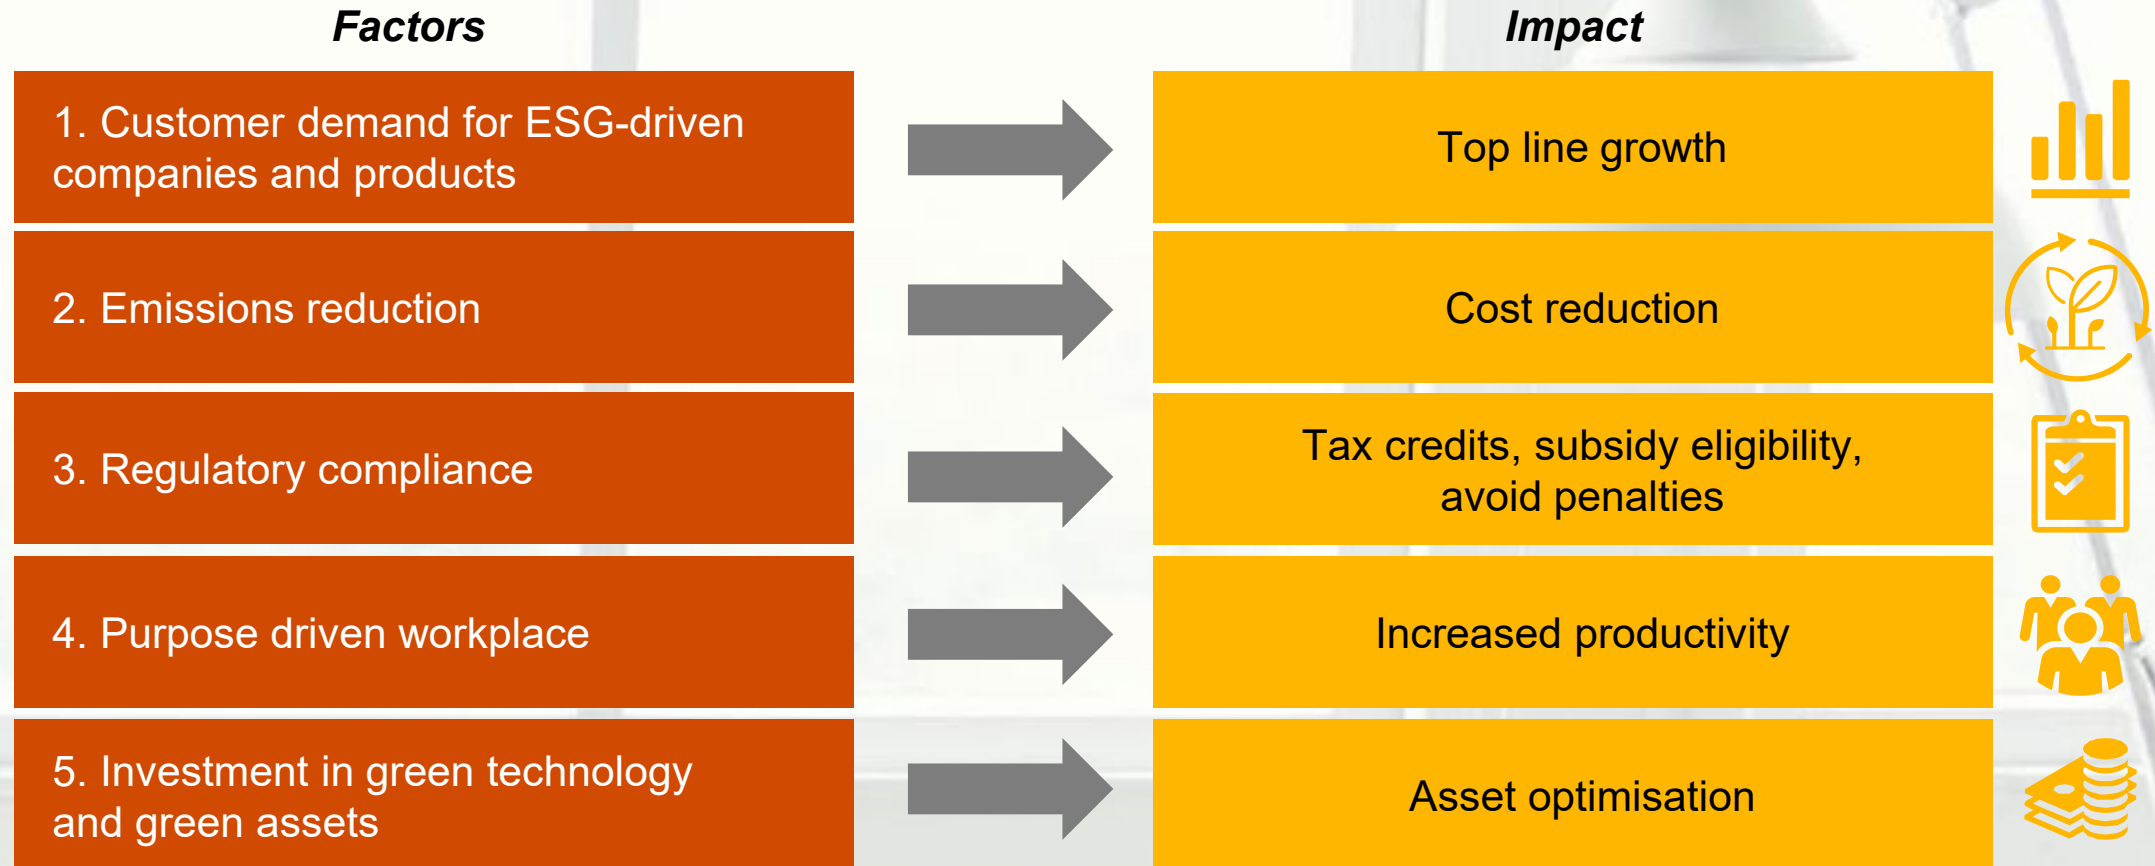 Factors
Impact
1. Customer demand for ESG-driven
companies and products
Top line growth
2. Emissions reduction
Cost reduction
3. Regulatory compliance
Tax credits, subsidy eligibility,
avoid penalties
4. Purpose driven workplace
Increased productivity
5. Investment in green technology
and green assets
Asset optimisation